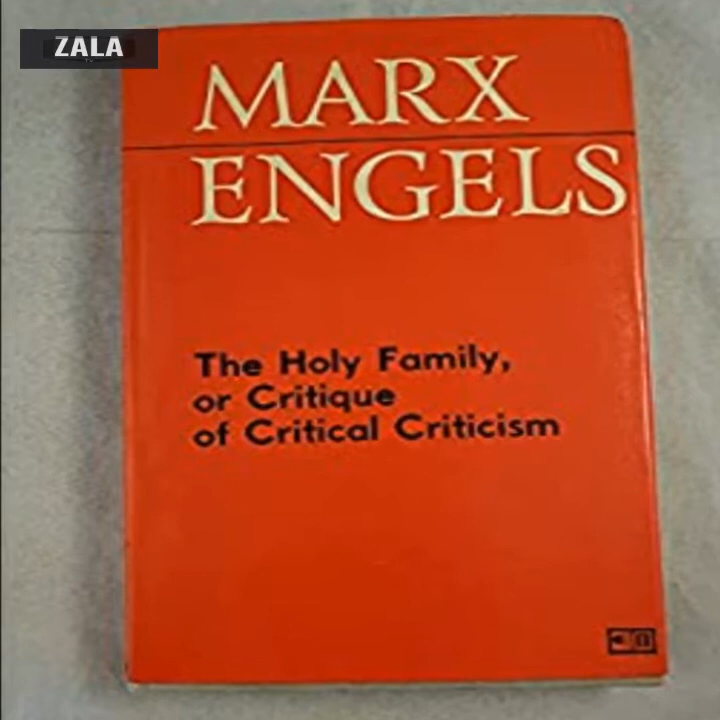 ZALA
MARX
ENGELS
The Holy Family,
or Critique
of Critical Criticism